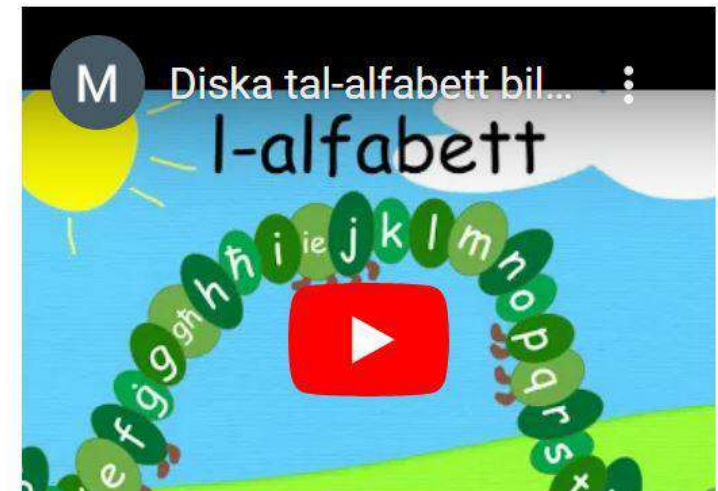 M Diska tal-alfabett bil...
l-alfabett
e f ġ g għ h ħ i ie j k l m n o p q r s t